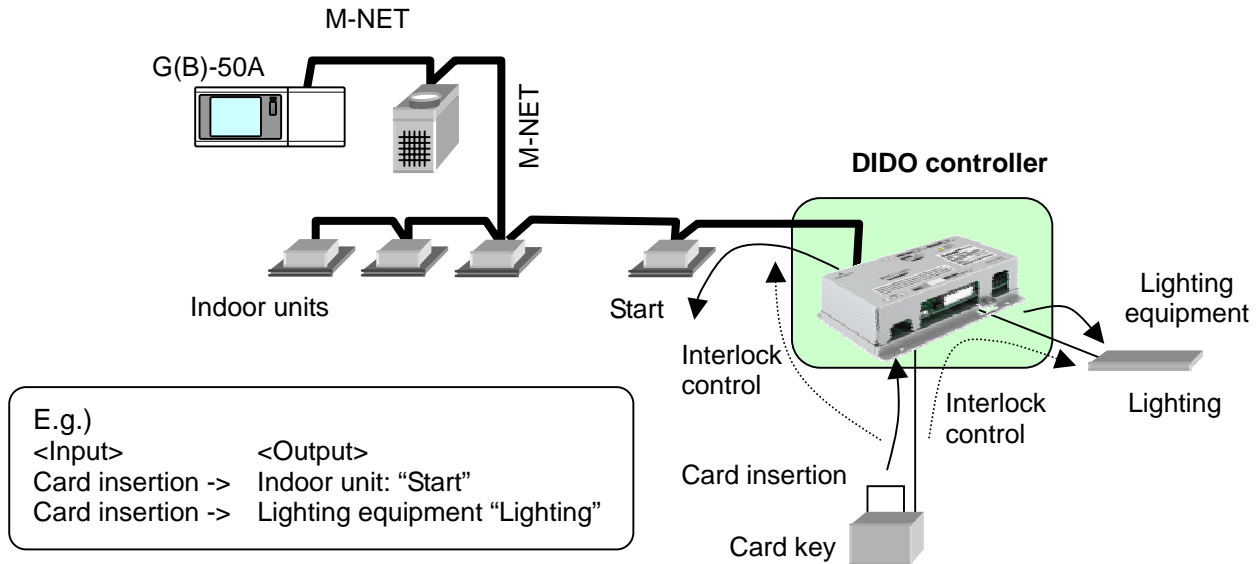 M-NET
G(B)-50A
M-NET
DIDO controller
Indoor units
Start
Lighting
equipment
Interlock
control
Interlock
control
Lighting
Card insertion
Card key
E.g.)
<Input> <Output>
Card insertion -> Indoor unit: “Start”
Card insertion -> Lighting equipment “Lighting”